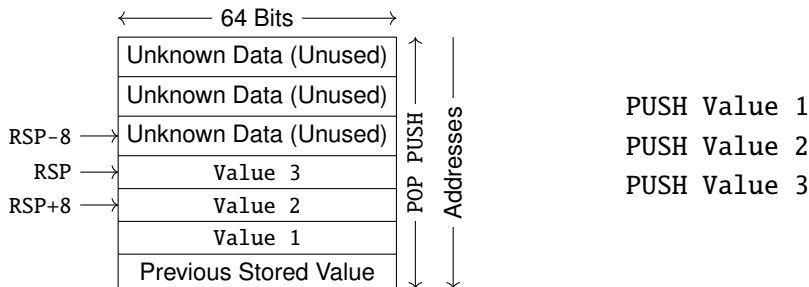 64 Bits
Unknown Data (Unused)
Unknown Data (Unused)
RSP-8 Unknown Data (Unused)
RSP Value 3
RSP+8 Value 2
Value 1
Previous Stored Value
POP PUSH
Addresses
PUSH Value 1
PUSH Value 2
PUSH Value 3